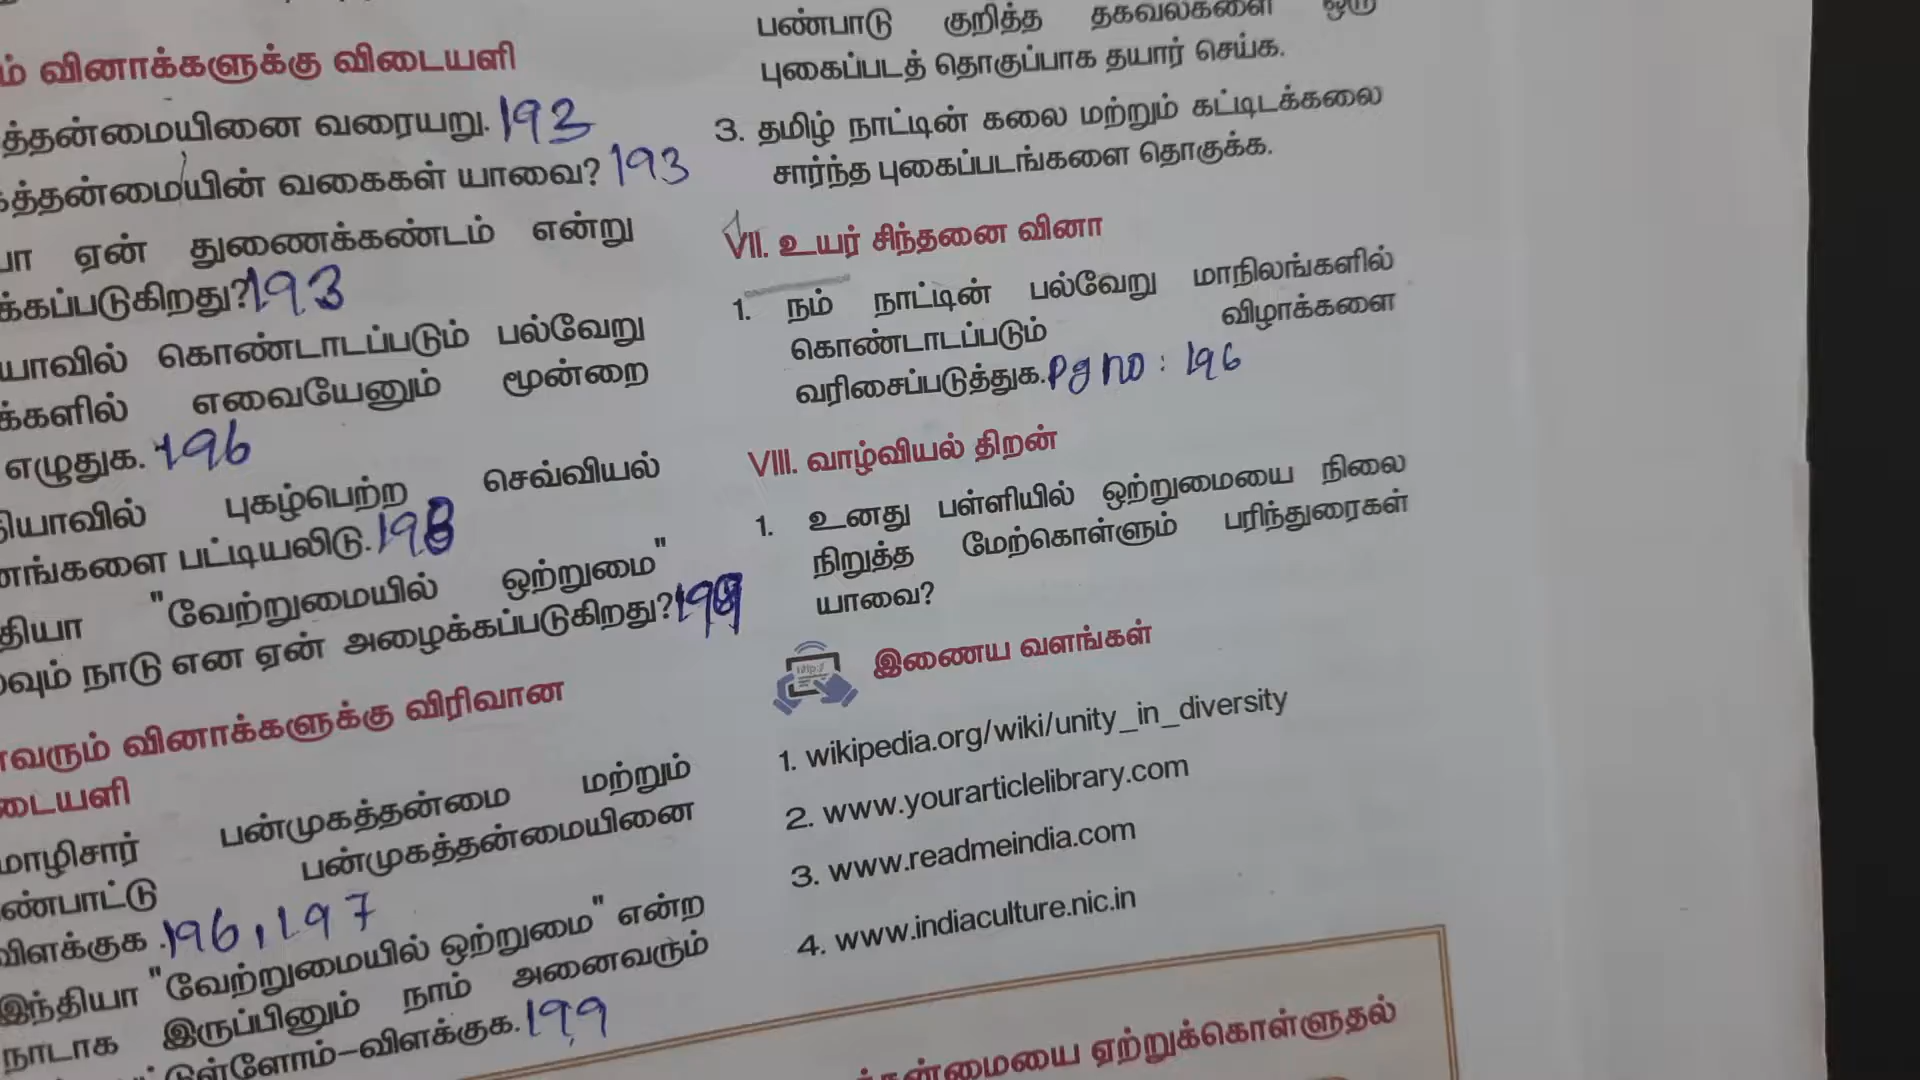 ம் வினாக்களுக்கு விடையளி
த்தன்மையினை வரையறு. 193
த்தன்மையின் வகைகள் யாவை? 193
ஏன் துணைக்கண்டம் என்று
க்கப்படுகிறது? 193
யாவில் கொண்டாடப்படும் பல்வேறு
க்களில் எவையேனும் மூன்றை
எழுதுக. 196
தியாவில் புகழ்பெற்ற செவ்வியல்
னங்களை பட்டியலிடு. 198
தியா "வேற்றுமையில் ஒற்றுமை"
வும் நாடு என ஏன் அழைக்கப்படுகிறது? 199
வரும் வினாக்களுக்கு விரிவான
டையளி
மொழிசார் பன்முகத்தன்மை மற்றும்
ண்பாட்டு பன்முகத்தன்மையினை
விளக்குக. 196, 197
இந்தியா "வேற்றுமையில் ஒற்றுமை" என்ற
நாடாக இருப்பினும் நாம் அனைவரும்
டுள்ளோம்–விளக்குக. 199
பண்பாடு குறித்த தகவல்களை ஒரு
புகைப்படத் தொகுப்பாக தயார் செய்க.
3. தமிழ் நாட்டின் கலை மற்றும் கட்டிடக்கலை
சார்ந்த புகைப்படங்களை தொகுக்க.
VII. உயர் சிந்தனை வினா
1. நம் நாட்டின் பல்வேறு மாநிலங்களில்
கொண்டாடப்படும் விழாக்களை
வரிசைப்படுத்துக. Pg no : 196
VIII. வாழ்வியல் திறன்
1. உனது பள்ளியில் ஒற்றுமையை நிலை
நிறுத்த மேற்கொள்ளும் பரிந்துரைகள்
யாவை?
இணைய வளங்கள்
1. wikipedia.org/wiki/unity_in_diversity
2. www.yourarticlelibrary.com
3. www.readmeindia.com
4. www.indiaculture.nic.in
த்தன்மையை ஏற்றுக்கொள்ளுதல்